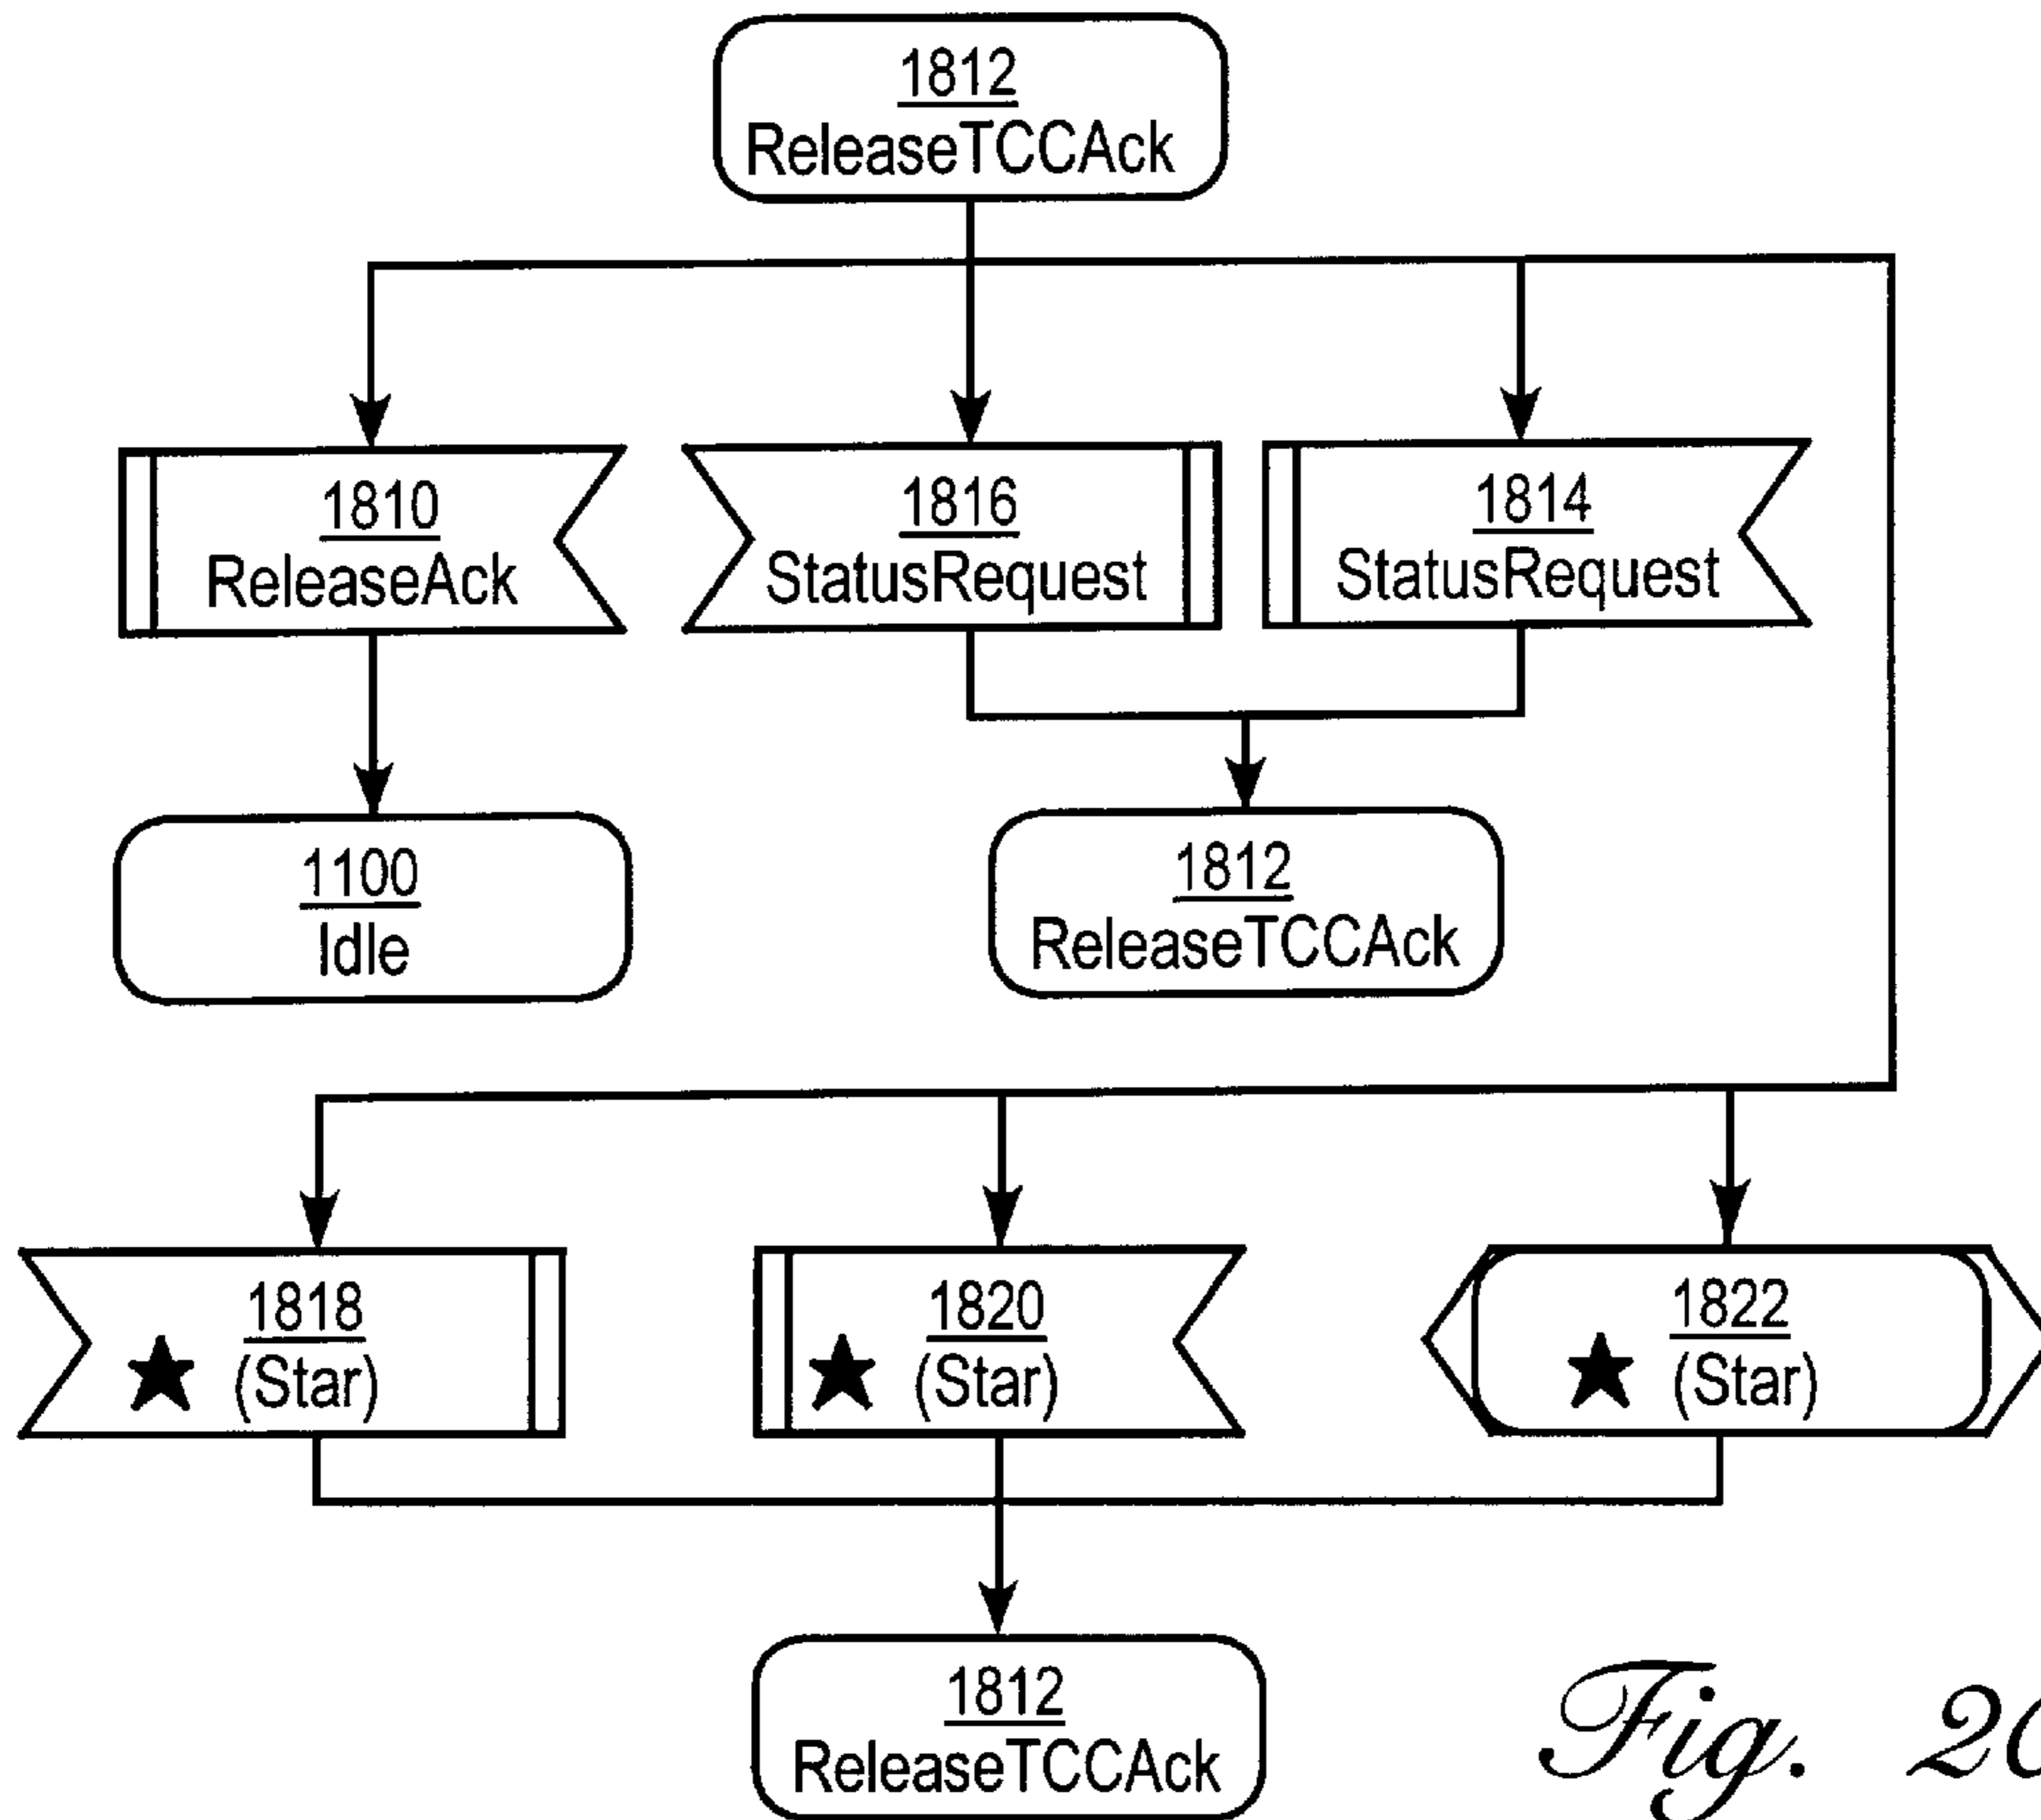 1812
ReleaseTCCAck
1810
ReleaseAck
1816
StatusRequest
1814
StatusRequest
1100
Idle
1812
ReleaseTCCAck
1818
★ (Star)
1820
★ (Star)
1822
★ (Star)
1812
ReleaseTCCAck
Fig.